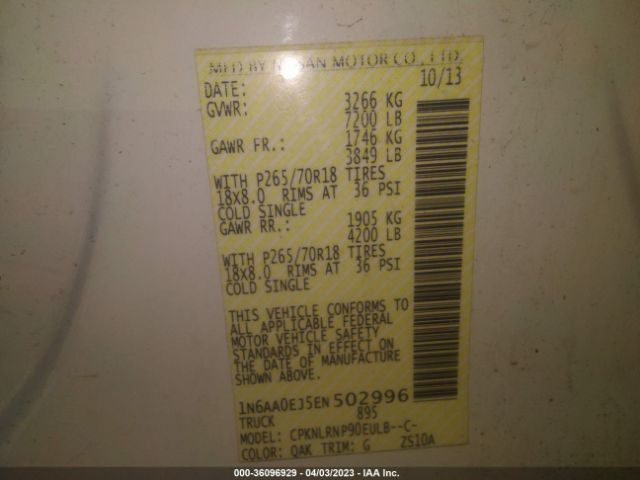 MFD BY NISSAN MOTOR CO., LTD.
DATE: 10/13
GVWR: 3266 KG
7200 LB
GAWR FR.: 1746 KG
3849 LB
WITH P265/70R18 TIRES
18x8.0 RIMS AT 36 PSI
COLD SINGLE
GAWR RR.: 1905 KG
4200 LB
WITH P265/70R18 TIRES
18x8.0 RIMS AT 36 PSI
COLD SINGLE
THIS VEHICLE CONFORMS TO
ALL APPLICABLE FEDERAL
MOTOR VEHICLE SAFETY
STANDARDS IN EFFECT ON
THE DATE OF MANUFACTURE
SHOWN ABOVE.
1N6AA0EJ5EN502996
TRUCK 895
MODEL: CPKNLRNP90EULB--C-
COLOR: QAK TRIM: G ZS10A
000-36096929 - 04/03/2023 - IAA Inc.